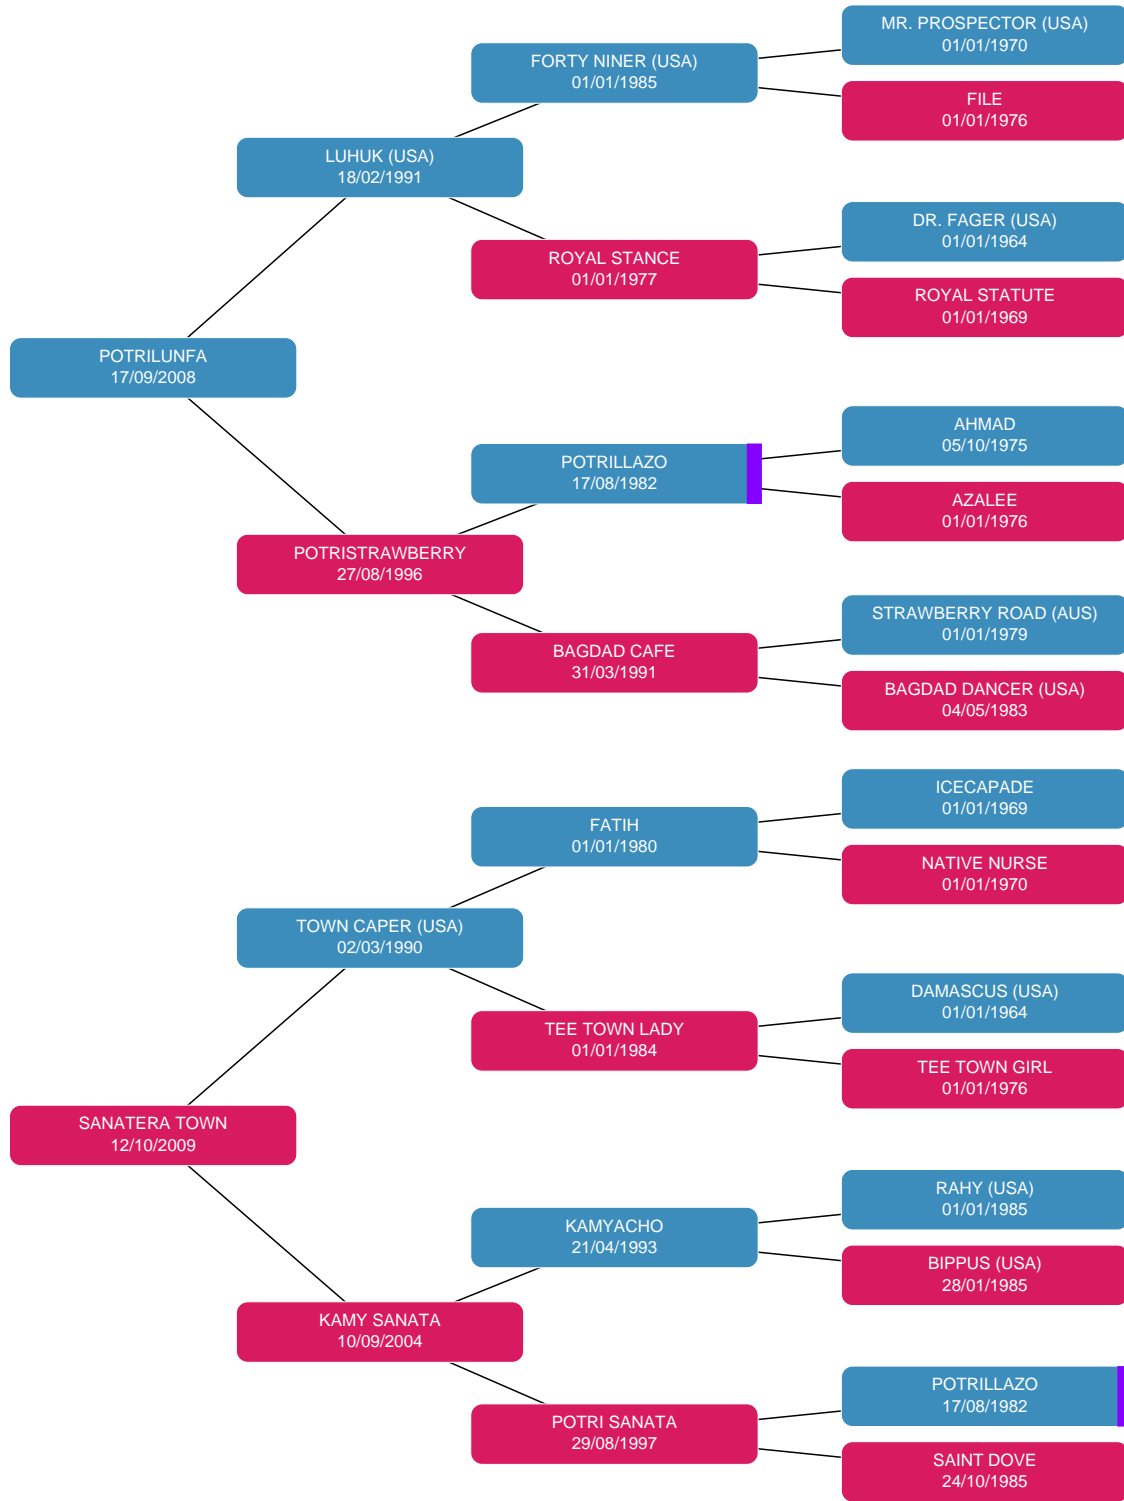 MR. PROSPECTOR (USA)
01/01/1970
FORTY NINER (USA)
01/01/1985
FILE
01/01/1976
LUHUK (USA)
18/02/1991
DR. FAGER (USA)
01/01/1964
ROYAL STANCE
01/01/1977
ROYAL STATUTE
01/01/1969
POTRILUNFA
17/09/2008
AHMAD
05/10/1975
POTRILLAZO
17/08/1982
AZALEE
01/01/1976
POTRISTRAWBERRY
27/08/1996
STRAWBERRY ROAD (AUS)
01/01/1979
BAGDAD CAFE
31/03/1991
BAGDAD DANCER (USA)
04/05/1983
ICECAPADE
01/01/1969
FATIH
01/01/1980
NATIVE NURSE
01/01/1970
TOWN CAPER (USA)
02/03/1990
DAMASCUS (USA)
01/01/1964
TEE TOWN LADY
01/01/1984
TEE TOWN GIRL
01/01/1976
SANATERA TOWN
12/10/2009
RAHY (USA)
01/01/1985
KAMYACHO
21/04/1993
BIPPUS (USA)
28/01/1985
KAMY SANATA
10/09/2004
POTRILLAZO
17/08/1982
POTRI SANATA
29/08/1997
SAINT DOVE
24/10/1985